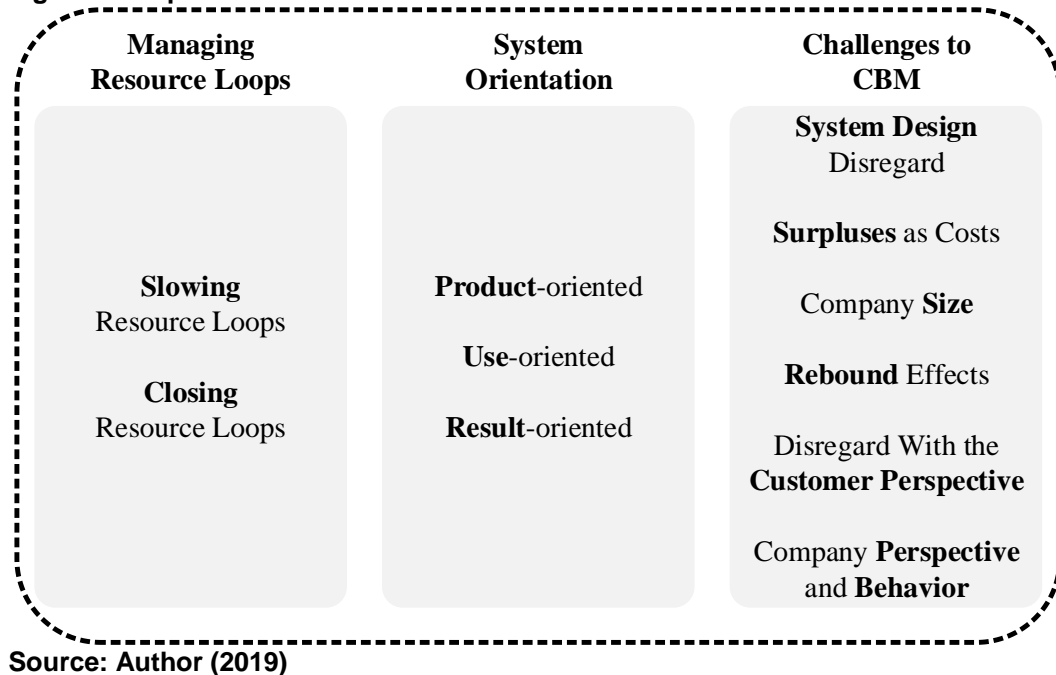 Managing
Resource Loops
Slowing
Resource Loops
Closing
Resource Loops
System
Orientation
Product-oriented
Use-oriented
Result-oriented
Challenges to
CBM
System Design
Disregard
Surpluses as Costs
Company Size
Rebound Effects
Disregard With the
Customer Perspective
Company Perspective
and Behavior
Source: Author (2019)